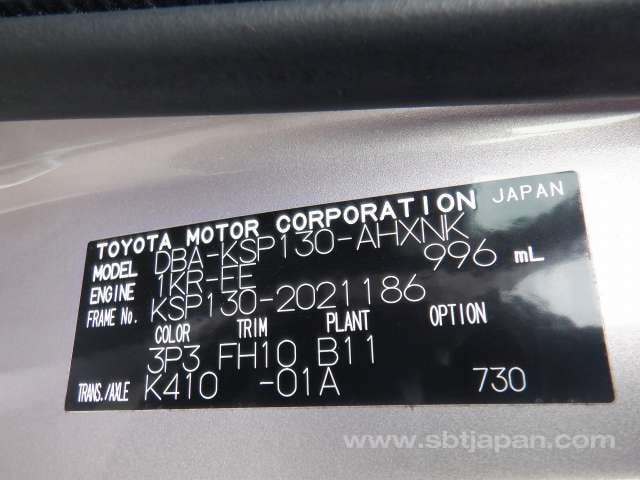 TOYOTA MOTOR CORPORATION JAPAN
MODEL DBA-KSP130-AHXNK
ENGINE 1KR-EE 996 mL
FRAME No. KSP130-2021186
COLOR TRIM PLANT OPTION
3P3 FH10 B11
TRANS./AXLE K410 -01A 730
www.sbtjapan.com